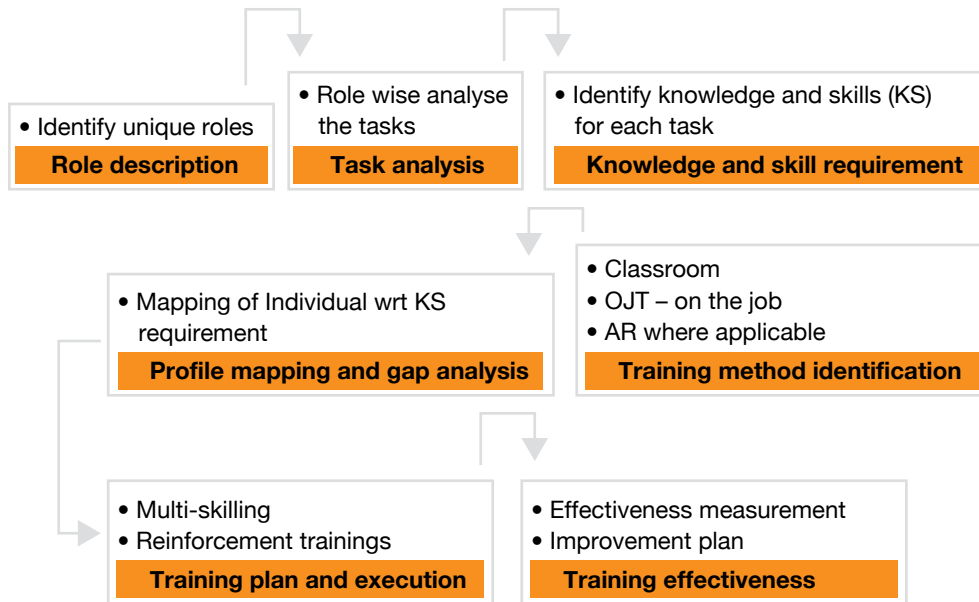 • Identify unique roles
Role description
• Role wise analyse
the tasks
Task analysis
• Identify knowledge and skills (KS)
for each task
Knowledge and skill requirement
• Classroom
• OJT – on the job
• AR where applicable
Training method identification
• Mapping of Individual wrt KS
requirement
Profile mapping and gap analysis
• Multi-skilling
• Reinforcement trainings
Training plan and execution
• Effectiveness measurement
• Improvement plan
Training effectiveness